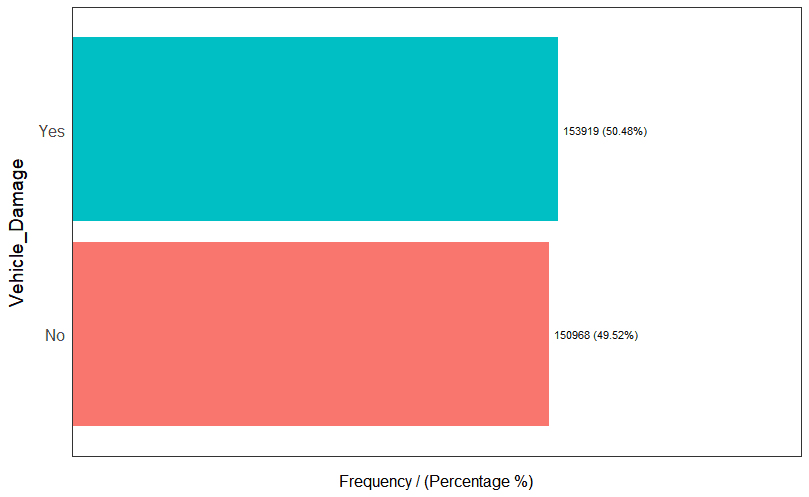 Vehicle_Damage
Yes
153919 (50.48%)
No
150968 (49.52%)
Frequency / (Percentage %)